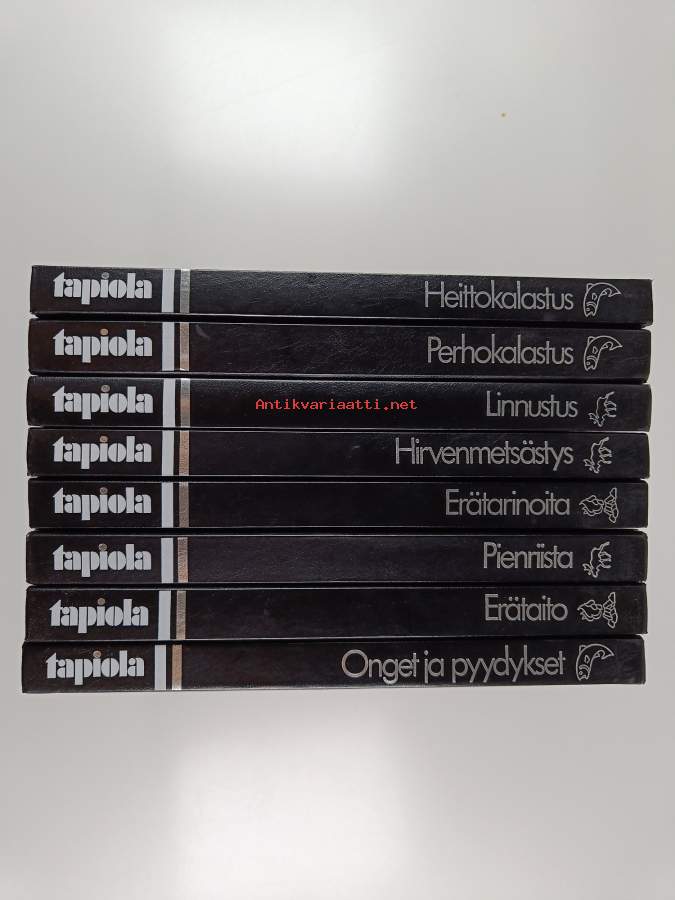 tapiola Heittokalastus
tapiola Perhokalastus
tapiola Linnustus
Antikvariaatti.net
tapiola Hirvenmetsästys
tapiola Erätarinoita
tapiola Pienriista
tapiola Erätaito
tapiola Onget ja pyydykset